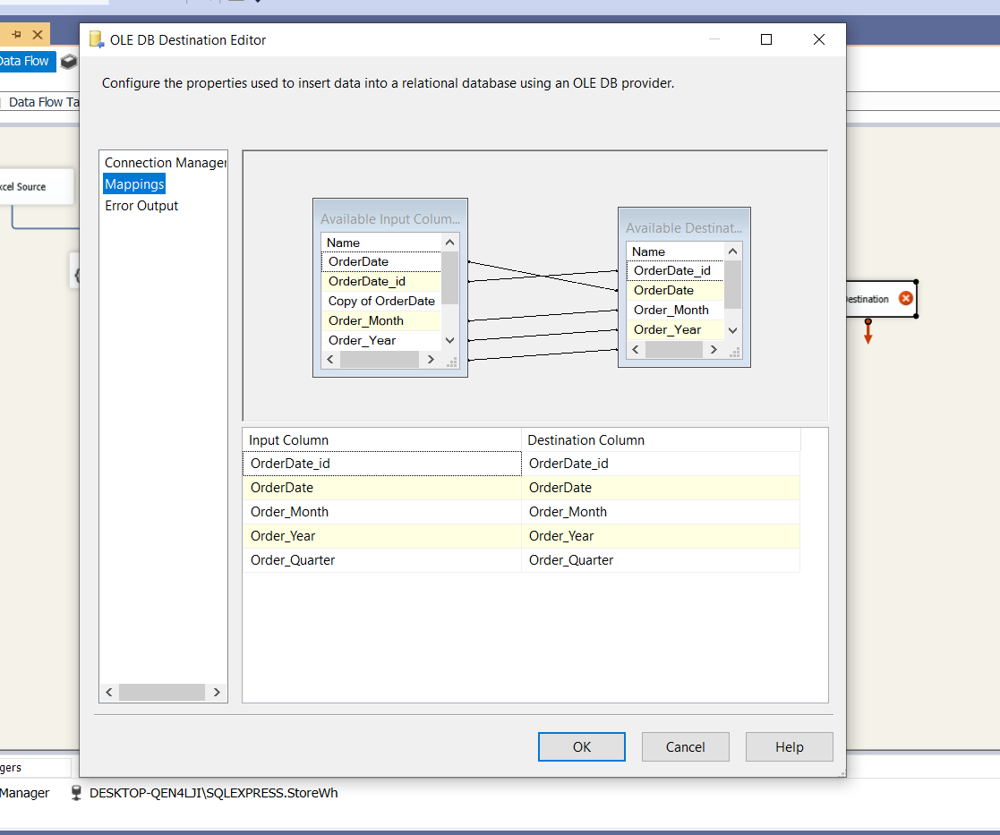 OLE DB Destination Editor
Data Flow
Configure the properties used to insert data into a relational database using an OLE DB provider.
Data Flow Ta
Connection Manager
Mappings
Error Output
xcel Source
Available Input Colum...
Name
OrderDate
OrderDate_id
Copy of OrderDate
Order_Month
Order_Year
Available Destinat...
Name
OrderDate_id
OrderDate
Order_Month
Order_Year
estination
Input Column Destination Column
OrderDate_id OrderDate_id
OrderDate OrderDate
Order_Month Order_Month
Order_Year Order_Year
Order_Quarter Order_Quarter
OK Cancel Help
gers
Manager DESKTOP-QEN4LJI\SQLEXPRESS.StoreWh